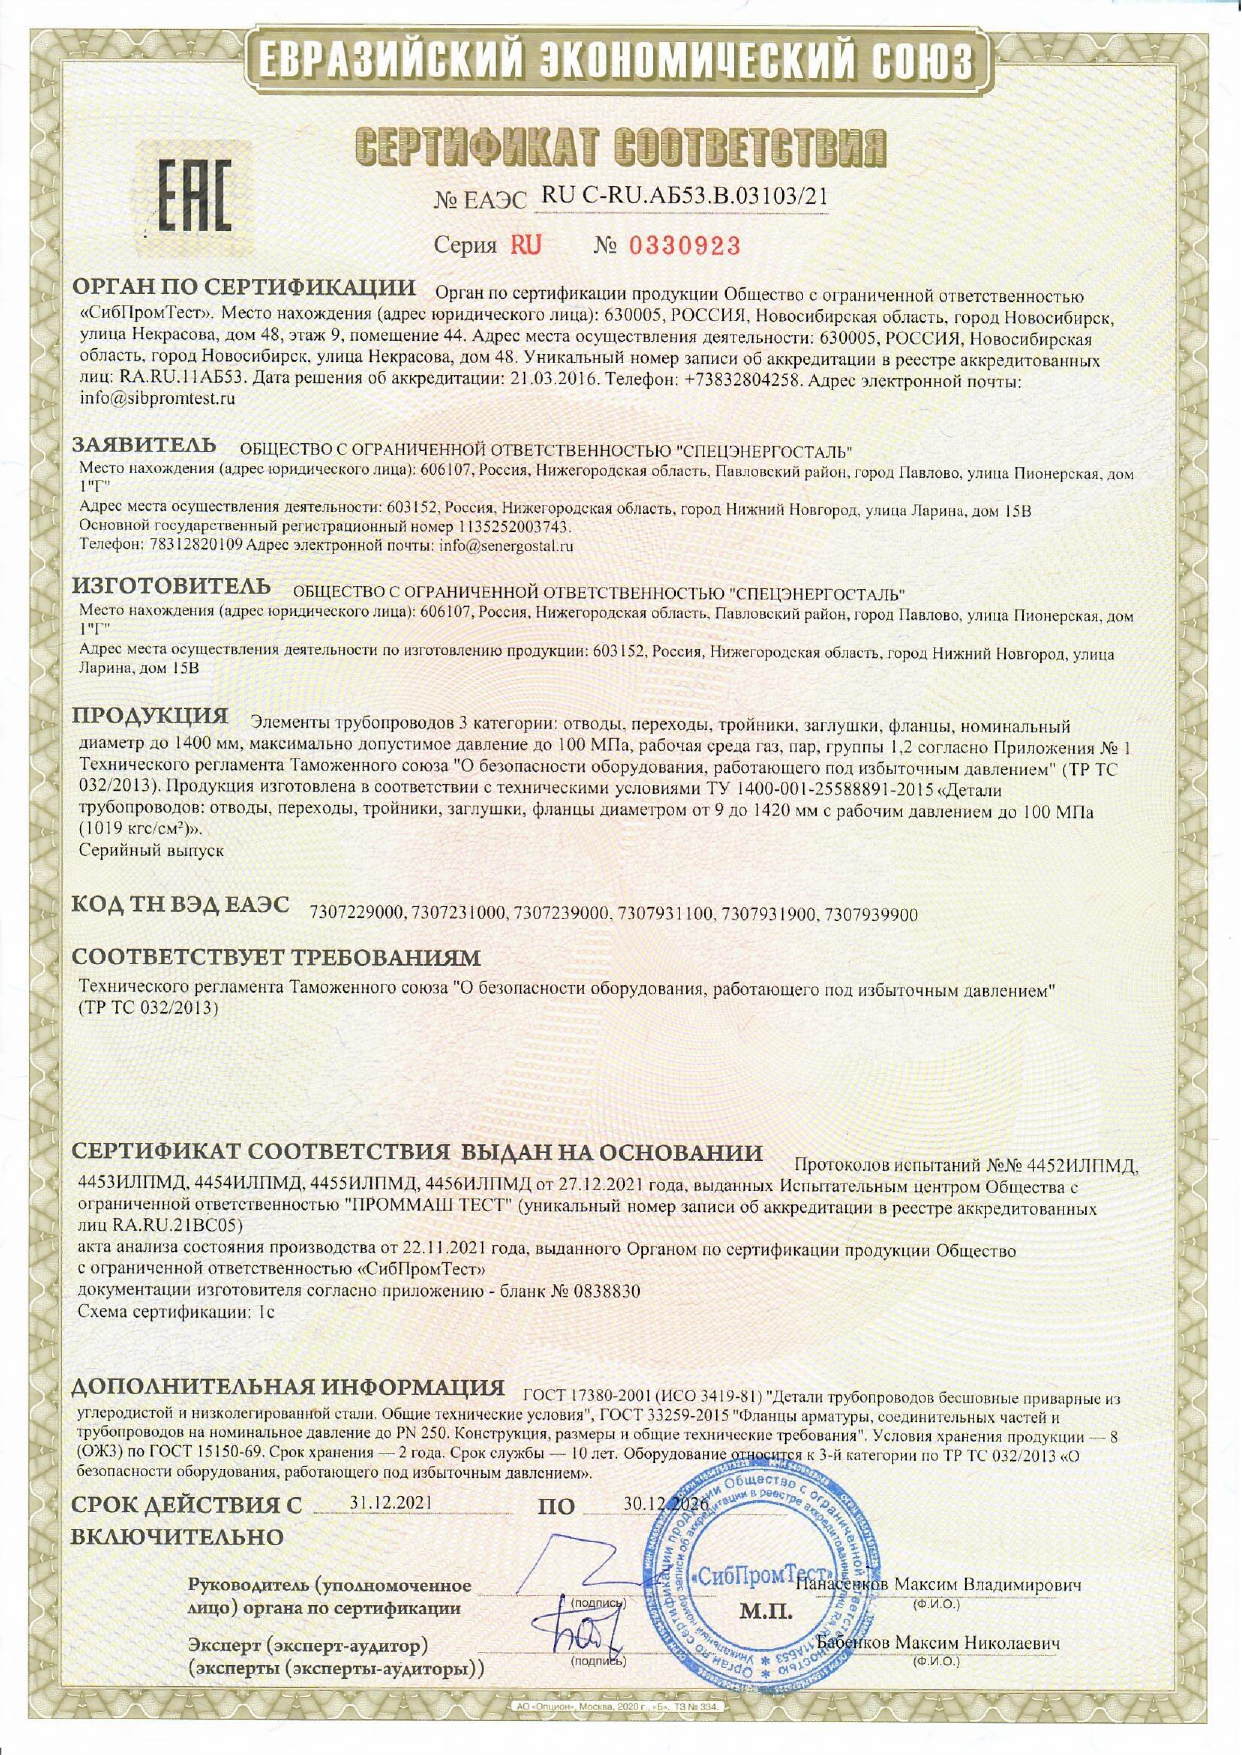 ЕВРАЗИЙСКИЙ ЭКОНОМИЧЕСКИЙ СОЮЗ
EAC
СЕРТИФИКАТ СООТВЕТСТВИЯ
№ ЕАЭС RU С-RU.АБ53.В.03103/21
Серия RU № 0330923
ОРГАН ПО СЕРТИФИКАЦИИ Орган по сертификации продукции Общество с ограниченной ответственностью
«СибПромТест». Место нахождения (адрес юридического лица): 630005, РОССИЯ, Новосибирская область, город Новосибирск,
улица Некрасова, дом 48, этаж 9, помещение 44. Адрес места осуществления деятельности: 630005, РОССИЯ, Новосибирская
область, город Новосибирск, улица Некрасова, дом 48. Уникальный номер записи об аккредитации в реестре аккредитованных
лиц: RA.RU.11АБ53. Дата решения об аккредитации: 21.03.2016. Телефон: +73832804258. Адрес электронной почты:
info@sibpromtest.ru
ЗАЯВИТЕЛЬ ОБЩЕСТВО С ОГРАНИЧЕННОЙ ОТВЕТСТВЕННОСТЬЮ "СПЕЦЭНЕРГОСТАЛЬ"
Место нахождения (адрес юридического лица): 606107, Россия, Нижегородская область, Павловский район, город Павлово, улица Пионерская, дом
1"Г"
Адрес места осуществления деятельности: 603152, Россия, Нижегородская область, город Нижний Новгород, улица Ларина, дом 15В
Основной государственный регистрационный номер 1135252003743.
Телефон: 78312820109 Адрес электронной почты: info@senergostal.ru
ИЗГОТОВИТЕЛЬ ОБЩЕСТВО С ОГРАНИЧЕННОЙ ОТВЕТСТВЕННОСТЬЮ "СПЕЦЭНЕРГОСТАЛЬ"
Место нахождения (адрес юридического лица): 606107, Россия, Нижегородская область, Павловский район, город Павлово, улица Пионерская, дом
1"Г"
Адрес места осуществления деятельности по изготовлению продукции: 603152, Россия, Нижегородская область, город Нижний Новгород, улица
Ларина, дом 15В
ПРОДУКЦИЯ Элементы трубопроводов 3 категории: отводы, переходы, тройники, заглушки, фланцы, номинальный
диаметр до 1400 мм, максимально допустимое давление до 100 МПа, рабочая среда газ, пар, группы 1,2 согласно Приложения № 1
Технического регламента Таможенного союза "О безопасности оборудования, работающего под избыточным давлением" (ТР ТС
032/2013). Продукция изготовлена в соответствии с техническими условиями ТУ 1400-001-25588891-2015 «Детали
трубопроводов: отводы, переходы, тройники, заглушки, фланцы диаметром от 9 до 1420 мм с рабочим давлением до 100 МПа
(1019 кгс/см²)».
Серийный выпуск
КОД ТН ВЭД ЕАЭС 7307229000, 7307231000, 7307239000, 7307931100, 7307931900, 7307939900
СООТВЕТСТВУЕТ ТРЕБОВАНИЯМ
Технического регламента Таможенного союза "О безопасности оборудования, работающего под избыточным давлением"
(ТР ТС 032/2013)
СЕРТИФИКАТ СООТВЕТСТВИЯ ВЫДАН НА ОСНОВАНИИ Протоколов испытаний №№ 4452ИЛПМД,
4453ИЛПМД, 4454ИЛПМД, 4455ИЛПМД, 4456ИЛПМД от 27.12.2021 года, выданных Испытательным центром Общества с
ограниченной ответственностью "ПРОММАШ ТЕСТ" (уникальный номер записи об аккредитации в реестре аккредитованных
лиц RA.RU.21ВС05)
акта анализа состояния производства от 22.11.2021 года, выданного Органом по сертификации продукции Общество
с ограниченной ответственностью «СибПромТест»
документации изготовителя согласно приложению - бланк № 0838830
Схема сертификации: 1с
ДОПОЛНИТЕЛЬНАЯ ИНФОРМАЦИЯ ГОСТ 17380-2001 (ИСО 3419-81) "Детали трубопроводов бесшовные приварные из
углеродистой и низколегированной стали. Общие технические условия", ГОСТ 33259-2015 "Фланцы арматуры, соединительных частей и
трубопроводов на номинальное давление до PN 250. Конструкция, размеры и общие технические требования". Условия хранения продукции — 8
(ОЖ3) по ГОСТ 15150-69. Срок хранения — 2 года. Срок службы — 10 лет. Оборудование относится к 3-й категории по ТР ТС 032/2013 «О
безопасности оборудования, работающего под избыточным давлением».
СРОК ДЕЙСТВИЯ С 31.12.2021 ПО 30.12.2026
ВКЛЮЧИТЕЛЬНО
Руководитель (уполномоченное
лицо) органа по сертификации
(подпись)
«СибПромТест»
М.П.
Панасенков Максим Владимирович
(Ф.И.О.)
Эксперт (эксперт-аудитор)
(эксперты (эксперты-аудиторы))
(подпись)
Бабенков Максим Николаевич
(Ф.И.О.)
Орган по сертификации продукции Общество с ограниченной ответственностью
Уникальный номер записи об аккредитации в реестре аккредитованных лиц RA.RU.11АБ53
АО «Опцион», Москва, 2020 г., «Б». ТЗ № 334.